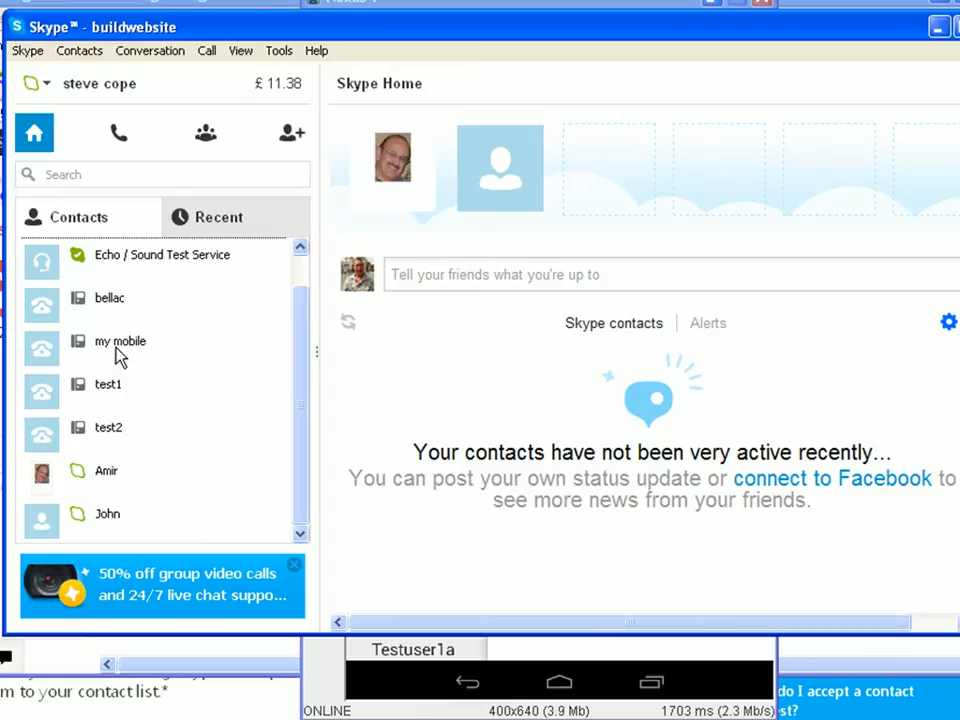 Skype™ - buildwebsite
Skype Contacts Conversation Call View Tools Help
steve cope £ 11.38
Skype Home
Search
Contacts Recent
Tell your friends what you're up to
Echo / Sound Test Service
bellac
my mobile
test1
test2
Amir
John
Skype contacts Alerts
Your contacts have not been very active recently...
You can post your own status update or connect to Facebook to
see more news from your friends.
50% off group video calls
and 24/7 live chat suppo...
Testuser1a
m to your contact list.*
do I accept a contact
st?
ONLINE 400x640 (3.9 Mb) 1703 ms (2.3 Mb/s)